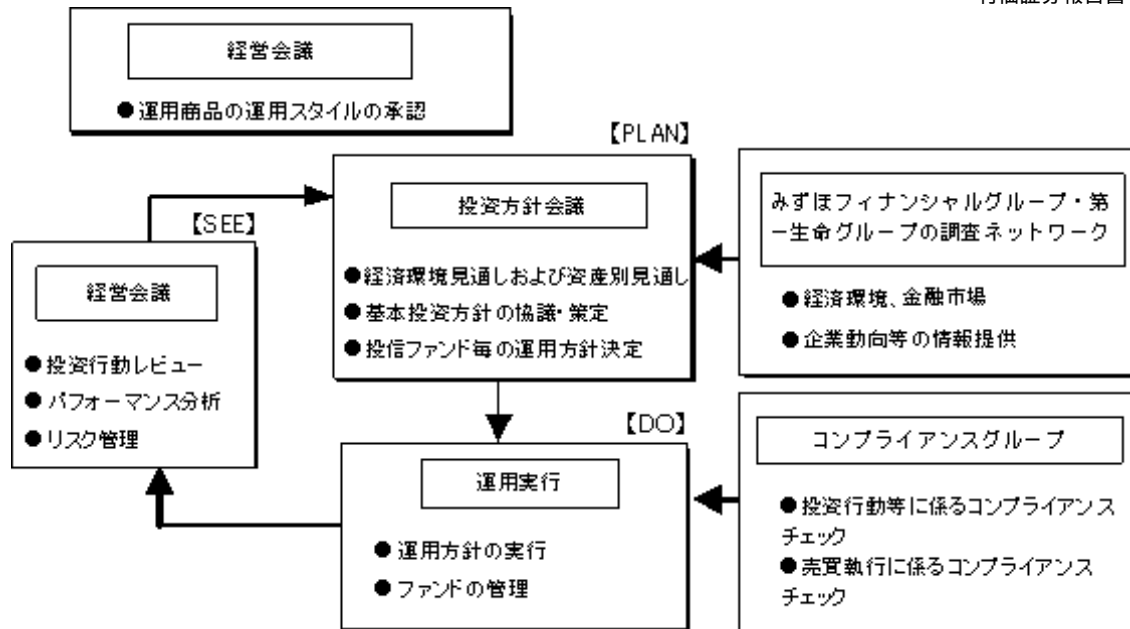 経営会議
●運用商品の運用スタイルの承認
【PLAN】
投資方針会議
●経済環境見通しおよび資産別見通し
●基本投資方針の協議・策定
●投信ファンド毎の運用方針決定
みずほフィナンシャルグループ・第
一生命グループの調査ネットワーク
●経済環境、金融市場
●企業動向等の情報提供
【SEE】
経営会議
●投資行動レビュー
●パフォーマンス分析
●リスク管理
【DO】
運用実行
●運用方針の実行
●ファンドの管理
コンプライアンスグループ
●投資行動等に係るコンプライアンス
チェック
●売買執行に係るコンプライアンス
チェック